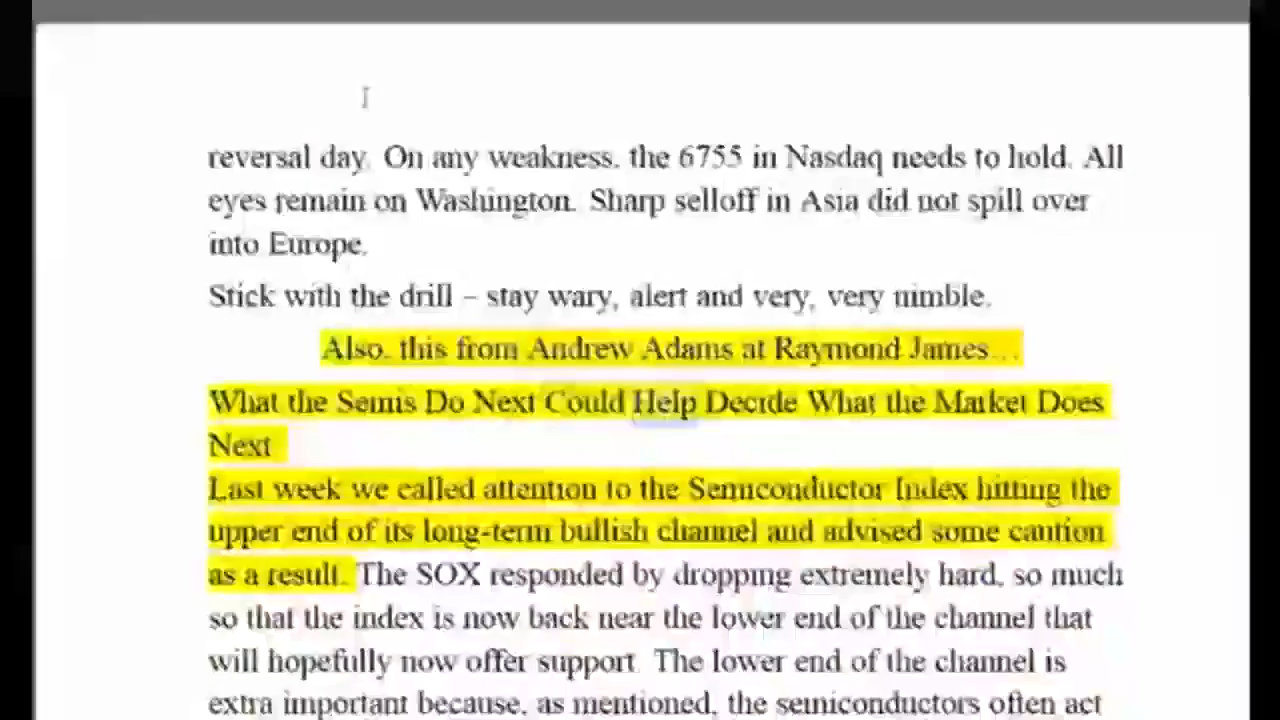 reversal day. On any weakness, the 6755 in Nasdaq needs to hold. All
eyes remain on Washington. Sharp selloff in Asia did not spill over
into Europe.
Stick with the drill – stay wary, alert and very, very nimble.
Also, this from Andrew Adams at Raymond James…
What the Semis Do Next Could Help Decide What the Market Does
Next
Last week we called attention to the Semiconductor Index hitting the
upper end of its long-term bullish channel and advised some caution
as a result. The SOX responded by dropping extremely hard, so much
so that the index is now back near the lower end of the channel that
will hopefully now offer support. The lower end of the channel is
extra important because, as mentioned, the semiconductors often act